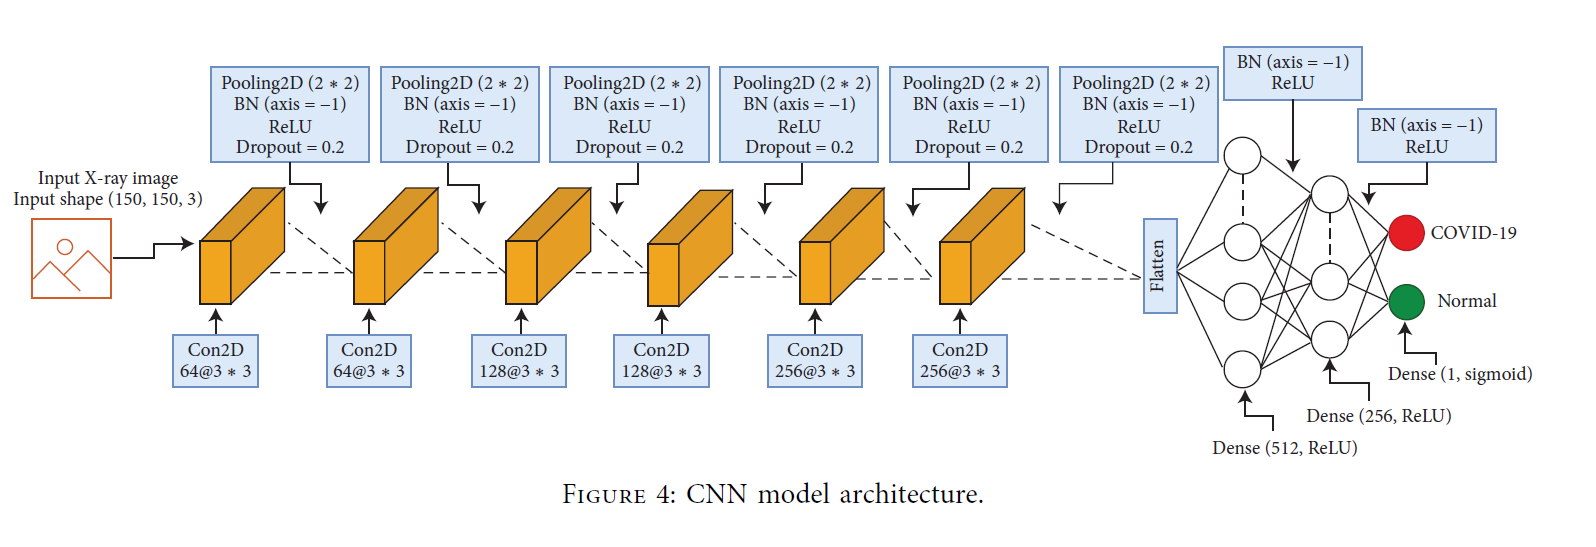 Pooling2D (2 * 2)
BN (axis = −1)
ReLU
Dropout = 0.2
Pooling2D (2 * 2)
BN (axis = −1)
ReLU
Dropout = 0.2
Pooling2D (2 * 2)
BN (axis = −1)
ReLU
Dropout = 0.2
Pooling2D (2 * 2)
BN (axis = −1)
ReLU
Dropout = 0.2
Pooling2D (2 * 2)
BN (axis = −1)
ReLU
Dropout = 0.2
Pooling2D (2 * 2)
BN (axis = −1)
ReLU
Dropout = 0.2
BN (axis = −1)
ReLU
BN (axis = −1)
ReLU
Input X-ray image
Input shape (150, 150, 3)
Flatten
COVID-19
Normal
Con2D
64@3 * 3
Con2D
64@3 * 3
Con2D
128@3 * 3
Con2D
128@3 * 3
Con2D
256@3 * 3
Con2D
256@3 * 3
Dense (1, sigmoid)
Dense (256, ReLU)
Dense (512, ReLU)
FIGURE 4: CNN model architecture.